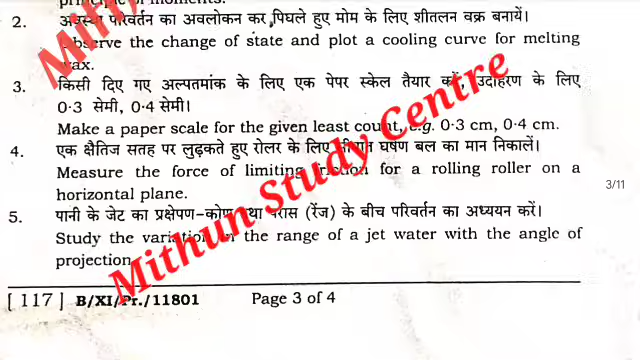 2. अवस्था परिवर्तन का अवलोकन कर पिघले हुए मोम के लिए शीतलन वक्र बनायें।
Observe the change of state and plot a cooling curve for melting
wax.
3. किसी दिए गए अल्पतमांक के लिए एक पेपर स्केल तैयार करें, उदाहरण के लिए
0·3 सेमी, 0·4 सेमी।
Make a paper scale for the given least count, e.g. 0·3 cm, 0·4 cm.
4. एक क्षैतिज सतह पर लुढ़कते हुए रोलर के लिए सीमांत घर्षण बल का मान निकालें।
Measure the force of limiting friction for a rolling roller on a
horizontal plane.
3/11
5. पानी के जेट का प्रक्षेपण-कोण तथा परास (रेंज) के बीच परिवर्तन का अध्ययन करें।
Study the variation in the range of a jet water with the angle of
projection.
Mithun Study Centre
[ 117 ] B/XI/Pr./11801 Page 3 of 4